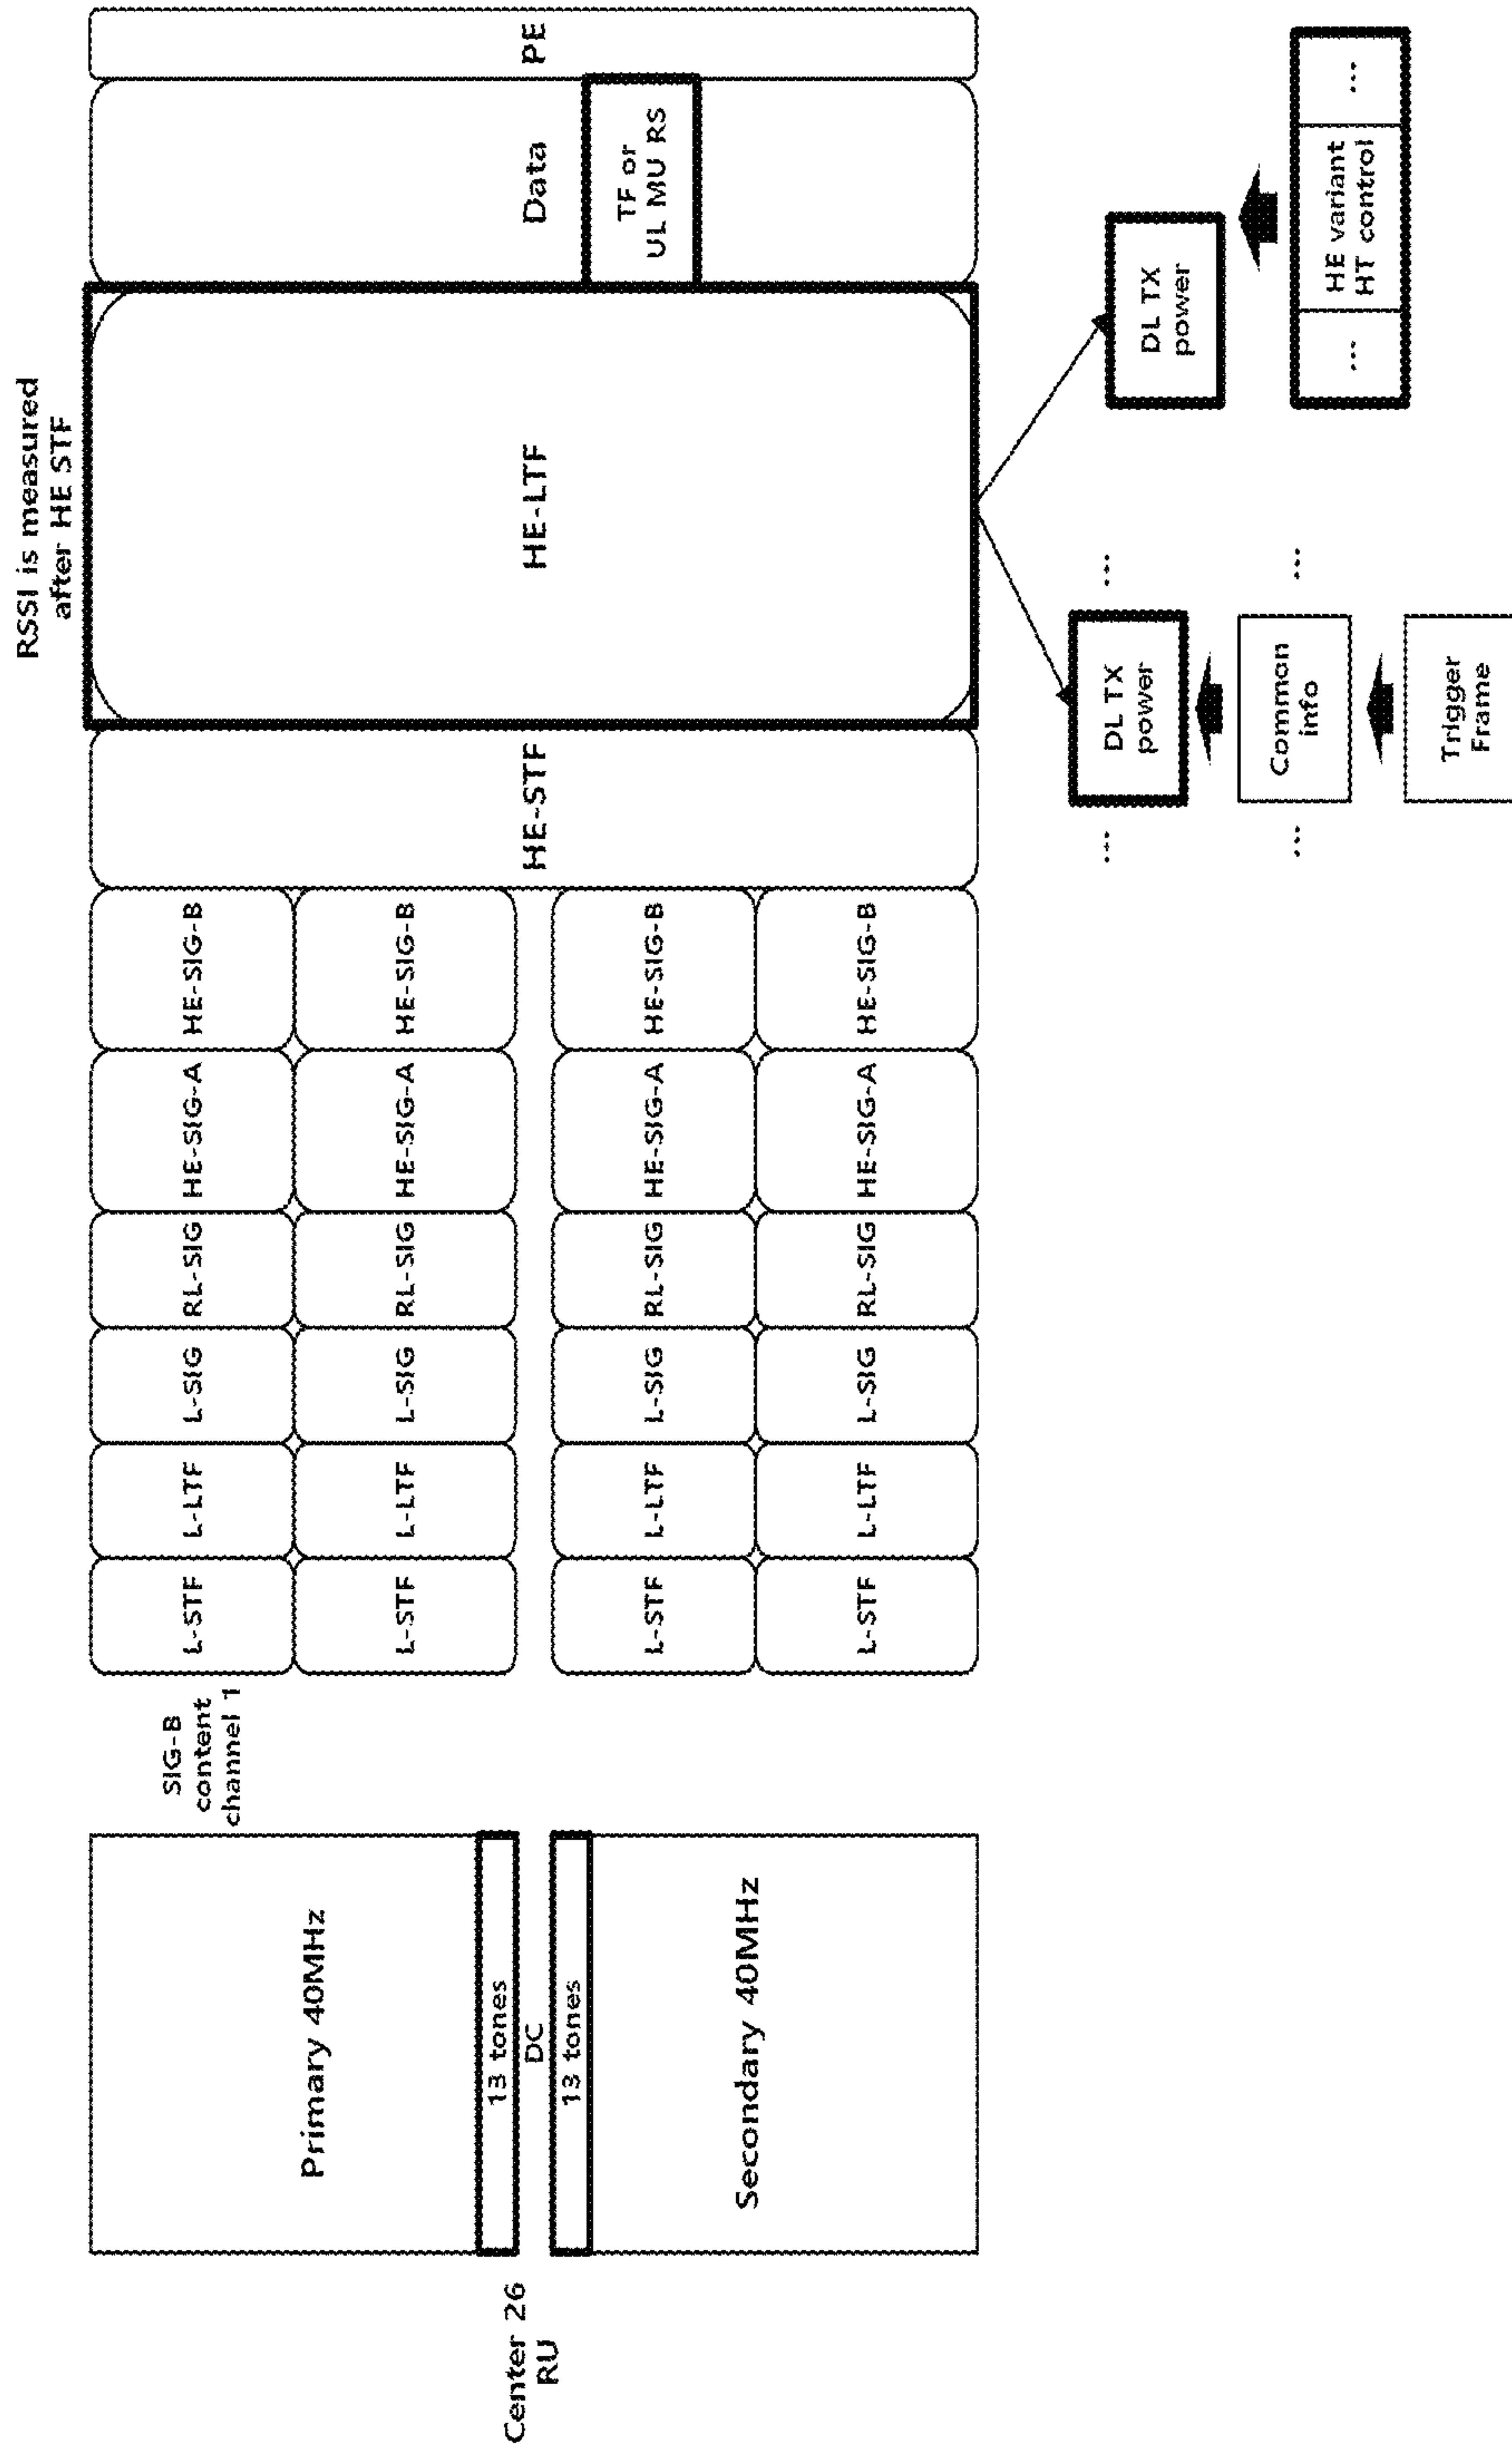 RSSI is measured
after HE STF
SIG-B
content
channel 1
Primary 40MHz
L-STF
L-LTF
L-SIG
RL-SIG
HE-SIG-A
HE-SIG-B
L-STF
L-LTF
L-SIG
RL-SIG
HE-SIG-A
HE-SIG-B
Center 26
RU
13 tones
DC
13 tones
HE-STF
HE-LTF
Data
PE
TF or
UL MU RS
Secondary 40MHz
L-STF
L-LTF
L-SIG
RL-SIG
HE-SIG-A
HE-SIG-B
L-STF
L-LTF
L-SIG
RL-SIG
HE-SIG-A
HE-SIG-B
...
DL TX
power
...
DL TX
power
...
Common
info
...
...
HE variant
HT control
...
Trigger
Frame